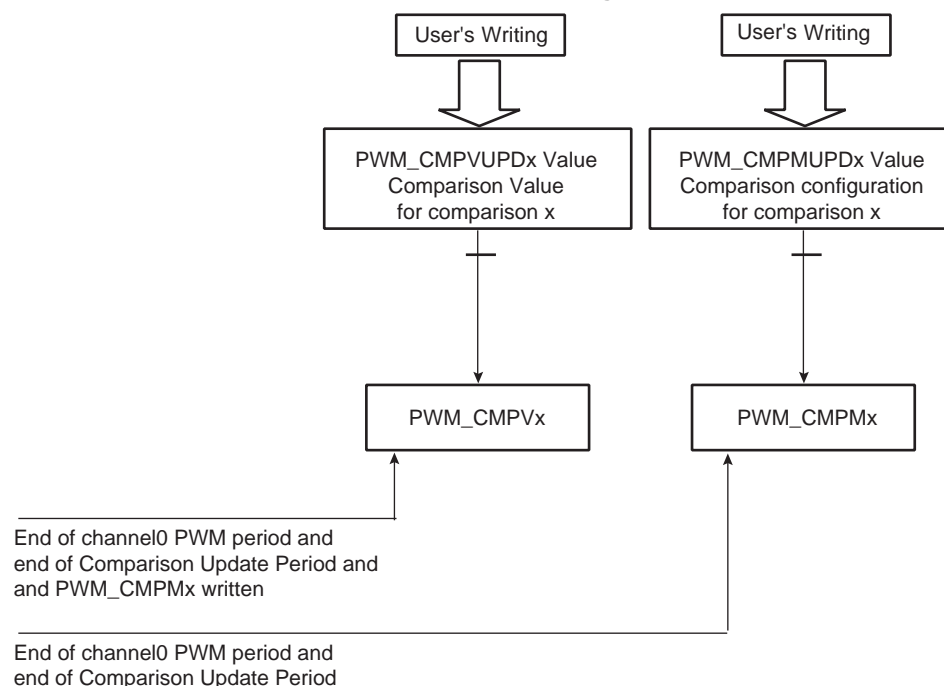 User's Writing
User's Writing
PWM_CMPVUPDx Value
Comparison Value
for comparison x
PWM_CMPMUPDx Value
Comparison configuration
for comparison x
PWM_CMPVx
PWM_CMPMx
End of channel0 PWM period and
end of Comparison Update Period and
and PWM_CMPMx written
End of channel0 PWM period and
end of Comparison Update Period